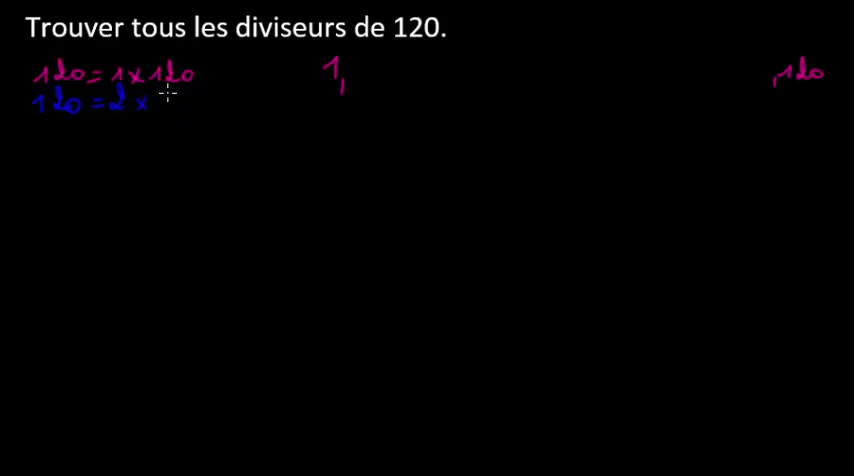 Trouver tous les diviseurs de 120.
120 = 1 x 120 1, ,120
120 = 2 x